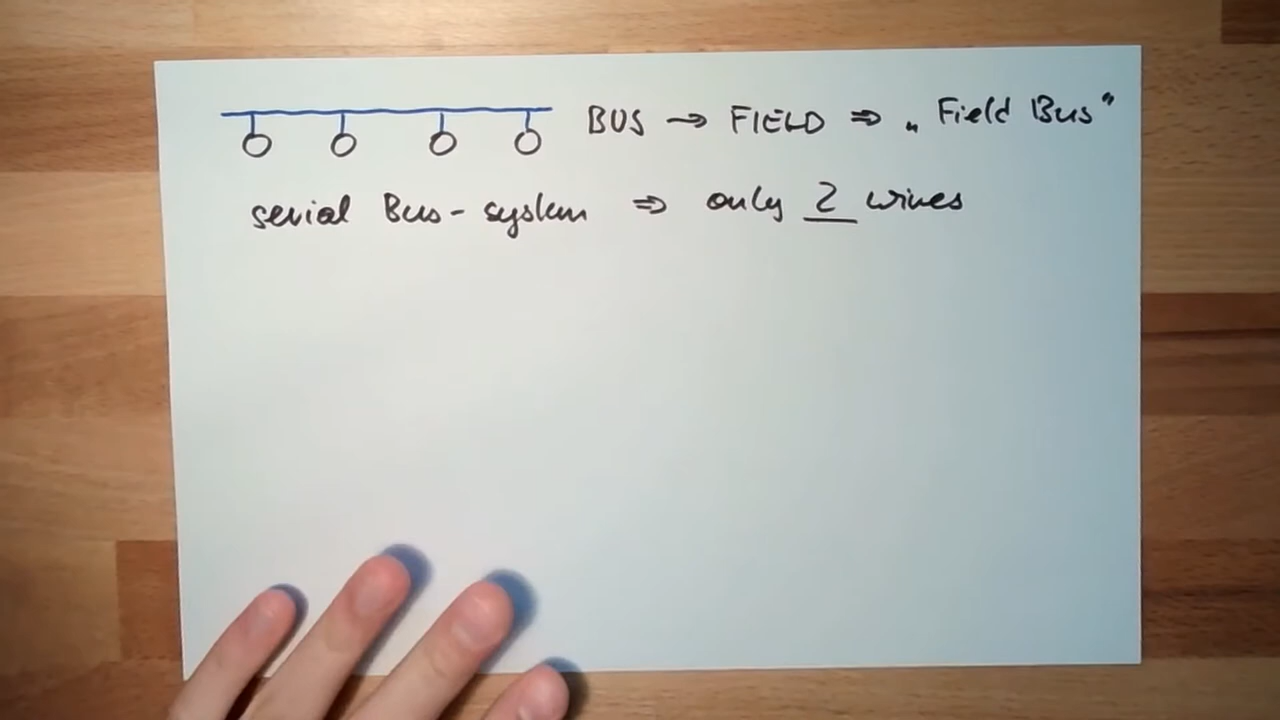 BUS → FIELD ⇒ „Field Bus"
serial Bus-system ⇒ only 2 wires